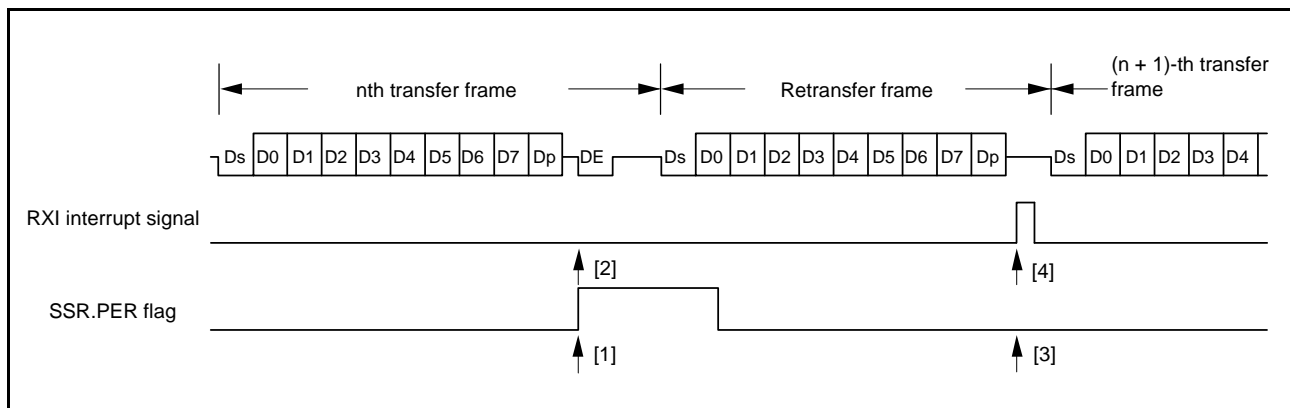 nth transfer frame
Retransfer frame
(n + 1)-th transfer
frame
Ds D0 D1 D2 D3 D4 D5 D6 D7 Dp DE Ds D0 D1 D2 D3 D4 D5 D6 D7 Dp Ds D0 D1 D2 D3 D4
RXI interrupt signal
[2] [4]
SSR.PER flag
[1] [3]